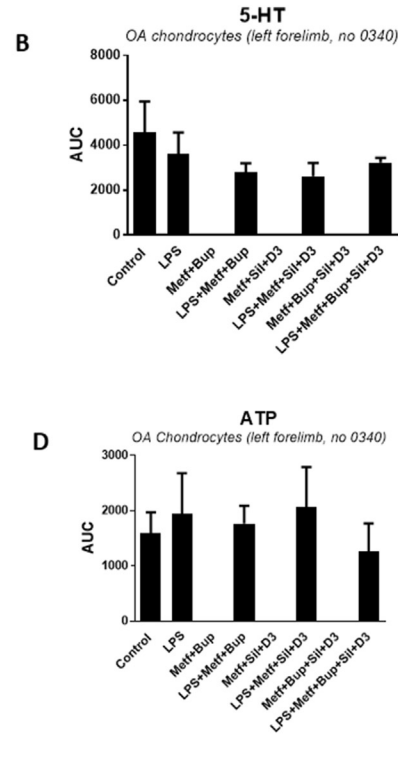 B
5-HT
OA chondrocytes (left forelimb, no 0340)
8000
6000
4000
2000
0
AUC
Control
LPS
Metf+Bup
LPS+Metf+Bup
Metf+Sil+D3
LPS+Metf+Sil+D3
Metf+Bup+Sil+D3
LPS+Metf+Bup+Sil+D3
D
ATP
OA Chondrocytes (left forelimb, no 0340)
3000
2000
1000
0
AUC
Control
LPS
Metf+Bup
LPS+Metf+Bup
Metf+Sil+D3
LPS+Metf+Sil+D3
Metf+Bup+Sil+D3
LPS+Metf+Bup+Sil+D3